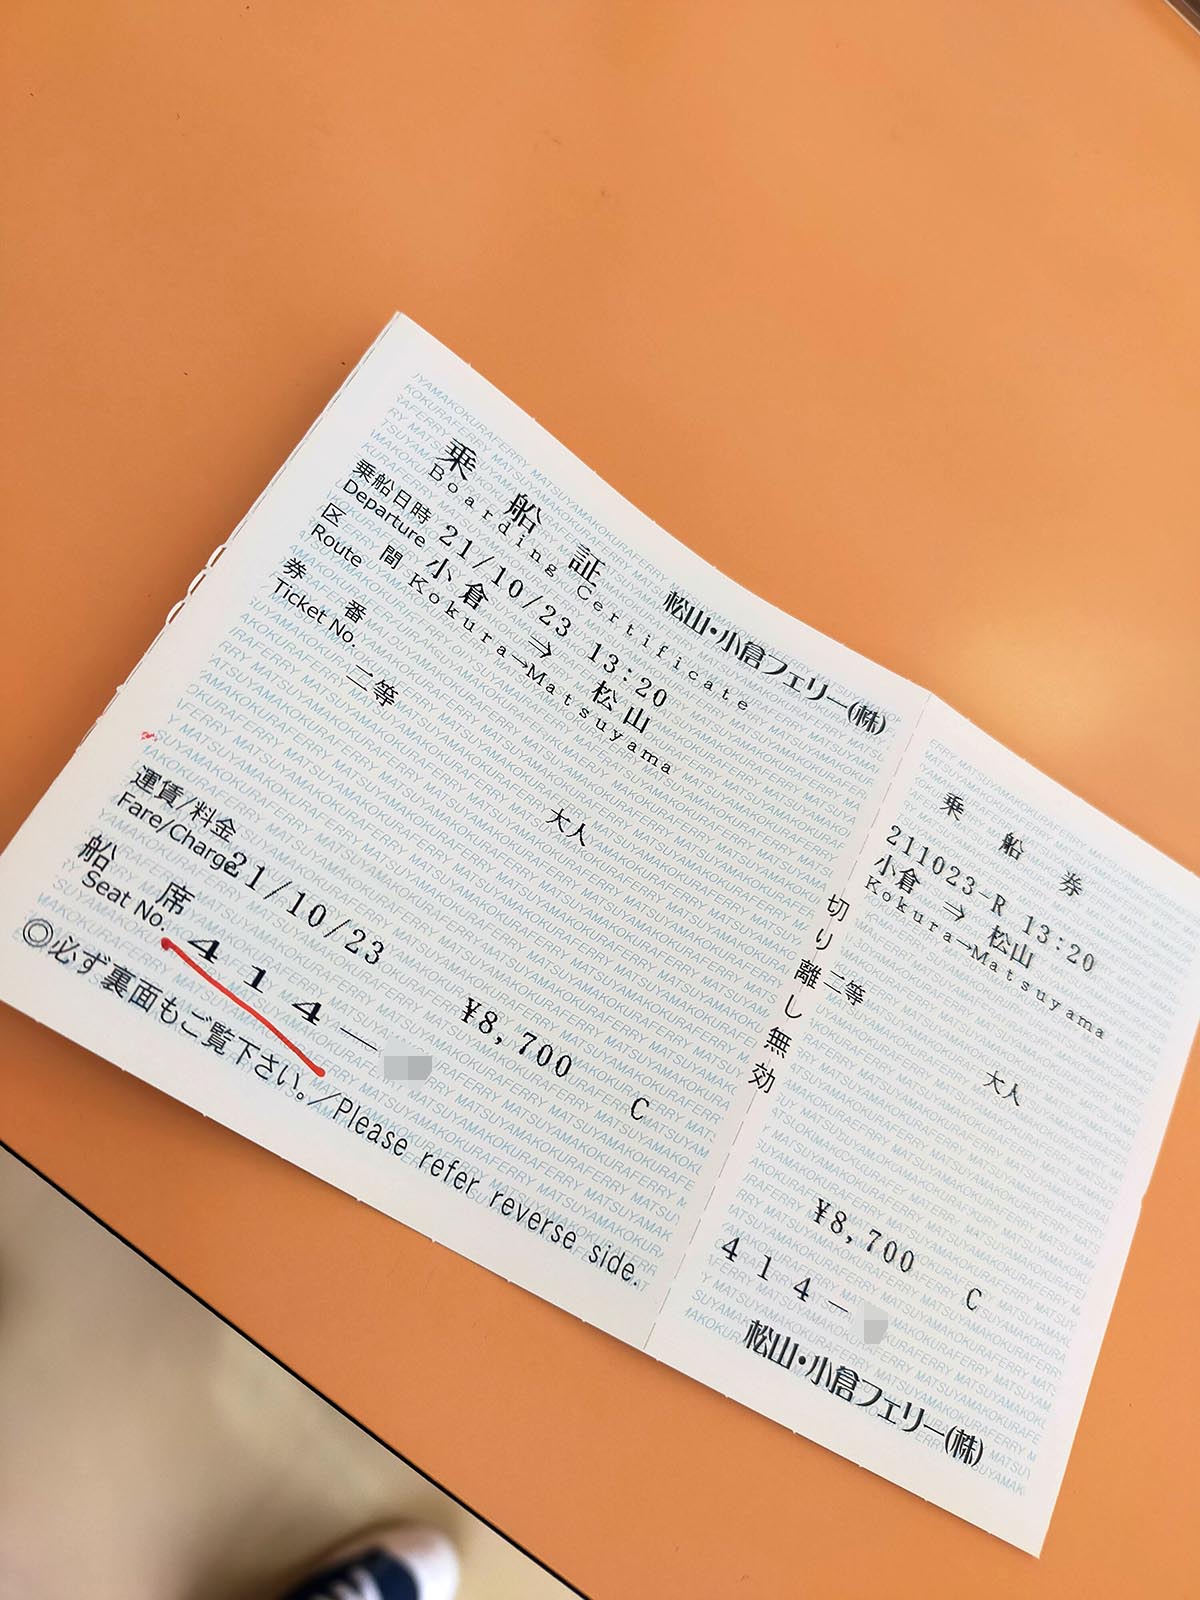 乗船証
Boarding Certificate
松山・小倉フェリー(株)
乗船日時
Departure 21/10/23 13:20
区間 小倉 ⇒ 松山
Route Kokura→Matsuyama
券番
Ticket No.
二等
大人
運賃/料金
Fare/Charge 21/10/23 ¥8,700 C
船席
Seat No. 414－
◎必ず裏面もご覧下さい。/Please refer reverse side.
切り離し無効
乗船券
211023-R 13:20
小倉 ⇒ 松山
Kokura→Matsuyama
二等
大人
¥8,700 C
414－
松山・小倉フェリー(株)